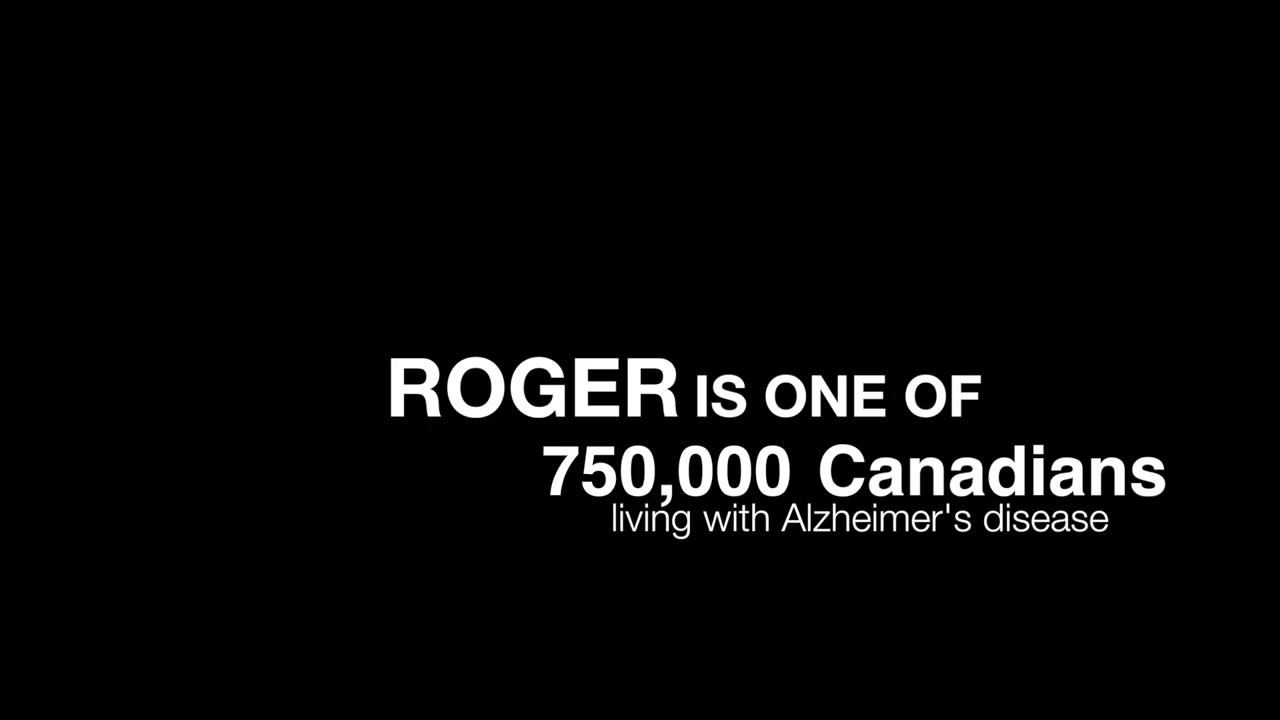 ROGER IS ONE OF
750,000 Canadians
living with Alzheimer's disease